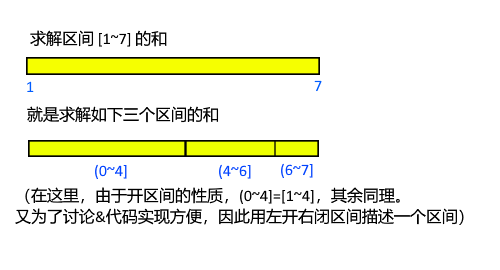 求解区间 [1~7] 的和
1 7
就是求解如下三个区间的和
(0~4] (4~6] (6~7]
（在这里，由于开区间的性质，(0~4]=[1~4]，其余同理。
又为了讨论&代码实现方便，因此用左开右闭区间描述一个区间）